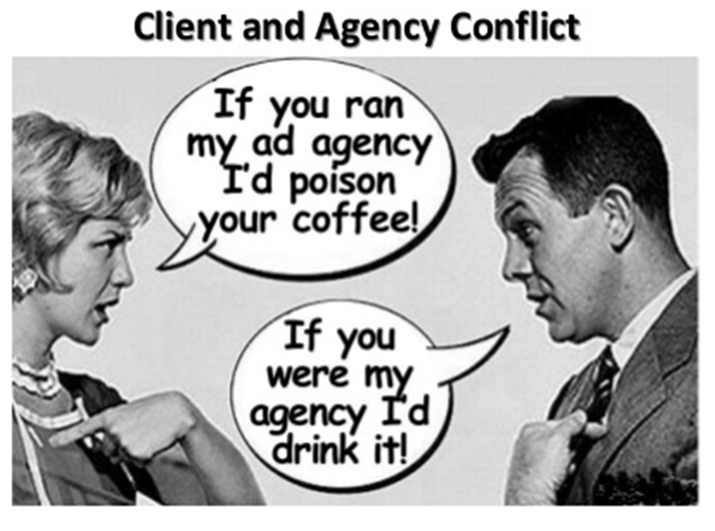 Client and Agency Conflict
If you ran
my ad agency
I'd poison
your coffee!
If you
were my
agency I'd
drink it!